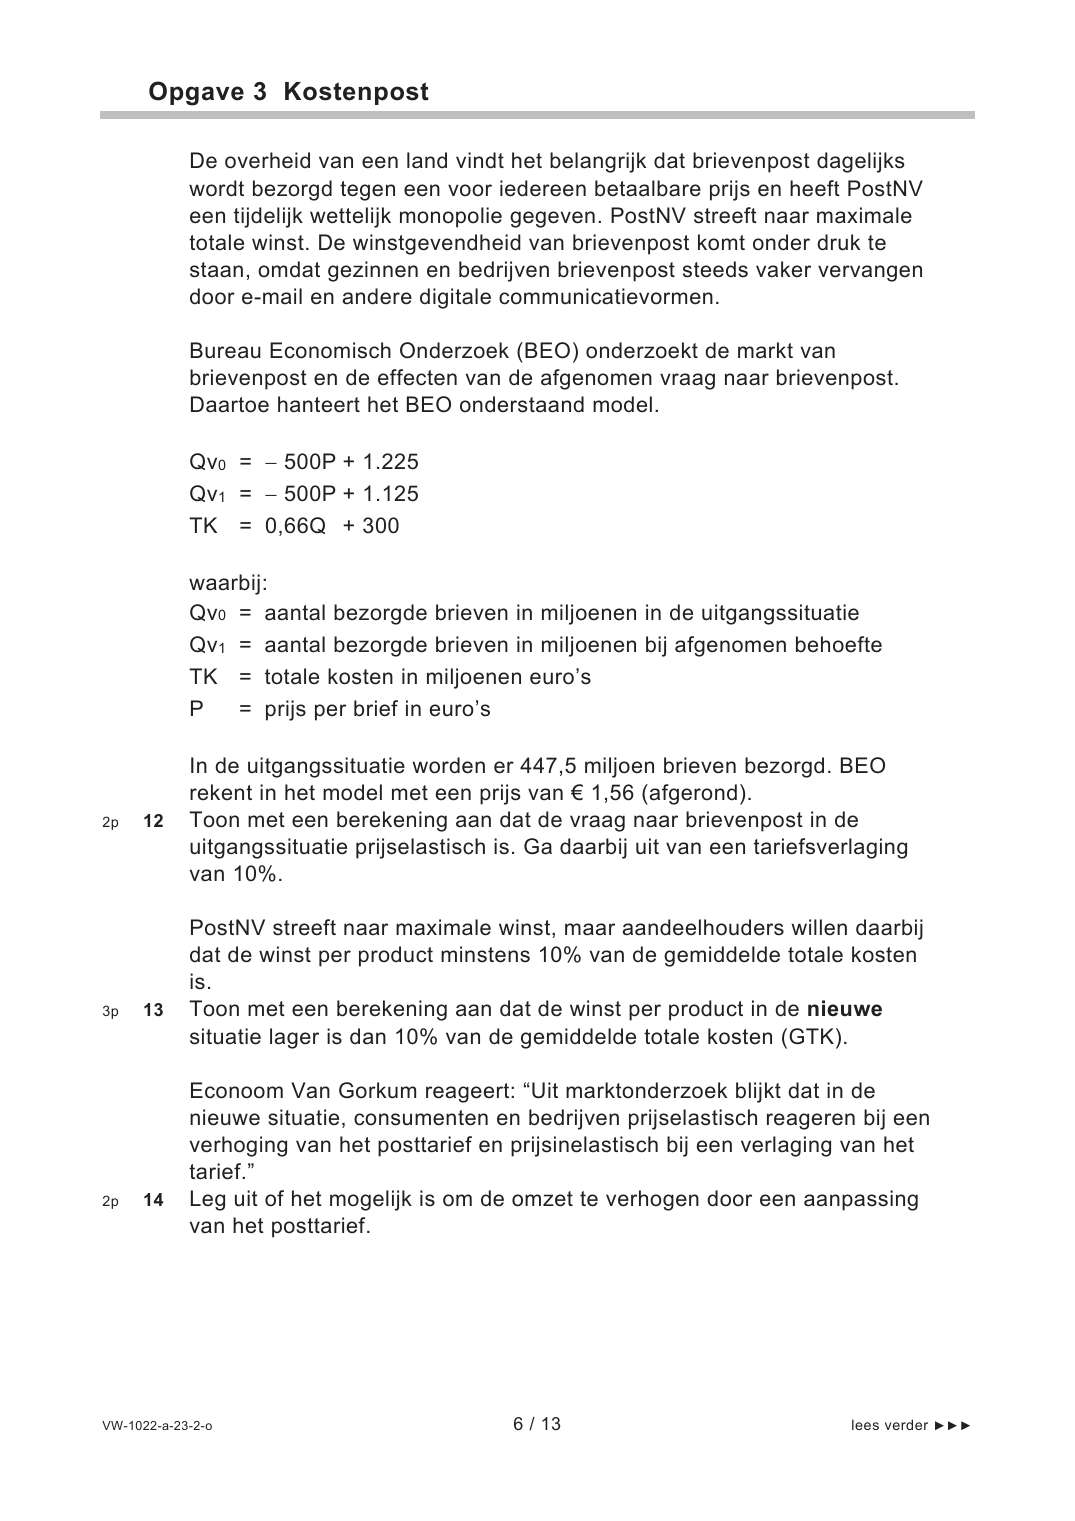 Opgave 3  Kostenpost
De overheid van een land vindt het belangrijk dat brievenpost dagelijks
wordt bezorgd tegen een voor iedereen betaalbare prijs en heeft PostNV
een tijdelijk wettelijk monopolie gegeven. PostNV streeft naar maximale
totale winst. De winstgevendheid van brievenpost komt onder druk te
staan, omdat gezinnen en bedrijven brievenpost steeds vaker vervangen
door e-mail en andere digitale communicatievormen.
Bureau Economisch Onderzoek (BEO) onderzoekt de markt van
brievenpost en de effecten van de afgenomen vraag naar brievenpost.
Daartoe hanteert het BEO onderstaand model.
Qv₀ = – 500P + 1.225
Qv₁ = – 500P + 1.125
TK = 0,66Q + 300
waarbij:
Qv₀ = aantal bezorgde brieven in miljoenen in de uitgangssituatie
Qv₁ = aantal bezorgde brieven in miljoenen bij afgenomen behoefte
TK = totale kosten in miljoenen euro’s
P = prijs per brief in euro’s
In de uitgangssituatie worden er 447,5 miljoen brieven bezorgd. BEO
rekent in het model met een prijs van € 1,56 (afgerond).
2p 12 Toon met een berekening aan dat de vraag naar brievenpost in de
uitgangssituatie prijselastisch is. Ga daarbij uit van een tariefsverlaging
van 10%.
PostNV streeft naar maximale winst, maar aandeelhouders willen daarbij
dat de winst per product minstens 10% van de gemiddelde totale kosten
is.
3p 13 Toon met een berekening aan dat de winst per product in de nieuwe
situatie lager is dan 10% van de gemiddelde totale kosten (GTK).
Econoom Van Gorkum reageert: “Uit marktonderzoek blijkt dat in de
nieuwe situatie, consumenten en bedrijven prijselastisch reageren bij een
verhoging van het posttarief en prijsinelastisch bij een verlaging van het
tarief.”
2p 14 Leg uit of het mogelijk is om de omzet te verhogen door een aanpassing
van het posttarief.
VW-1022-a-23-2-o 6 / 13 lees verder ►►►